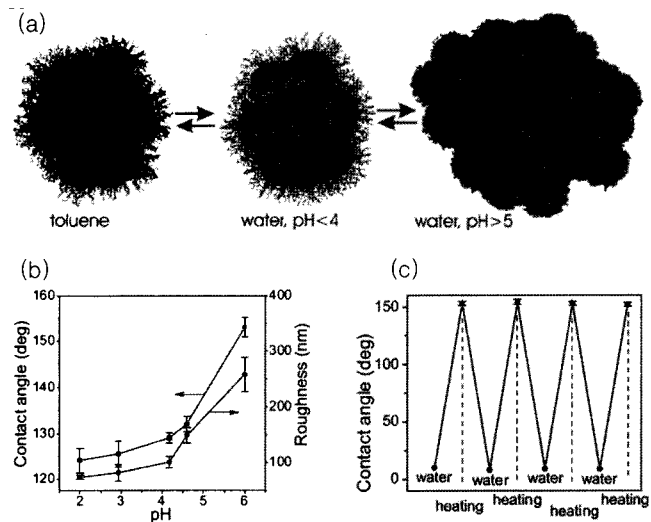 (a)
toluene
water, pH<4
water, pH>5
(b)
160
150
140
130
120
Contact angle (deg)
400
300
200
100
Roughness (nm)
2
3
4
5
6
pH
(c)
150
100
50
0
Contact angle (deg)
water
water
water
water
heating
heating
heating
heating